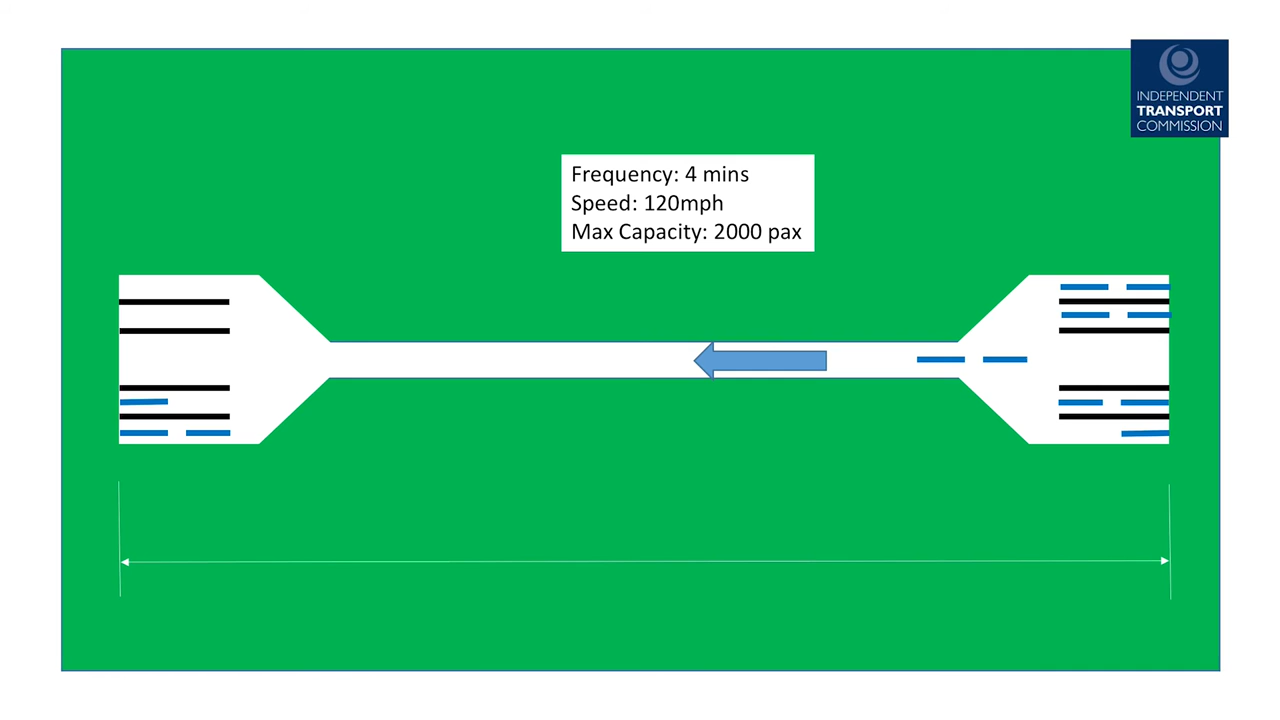 INDEPENDENT
TRANSPORT
COMMISSION
Frequency: 4 mins
Speed: 120mph
Max Capacity: 2000 pax